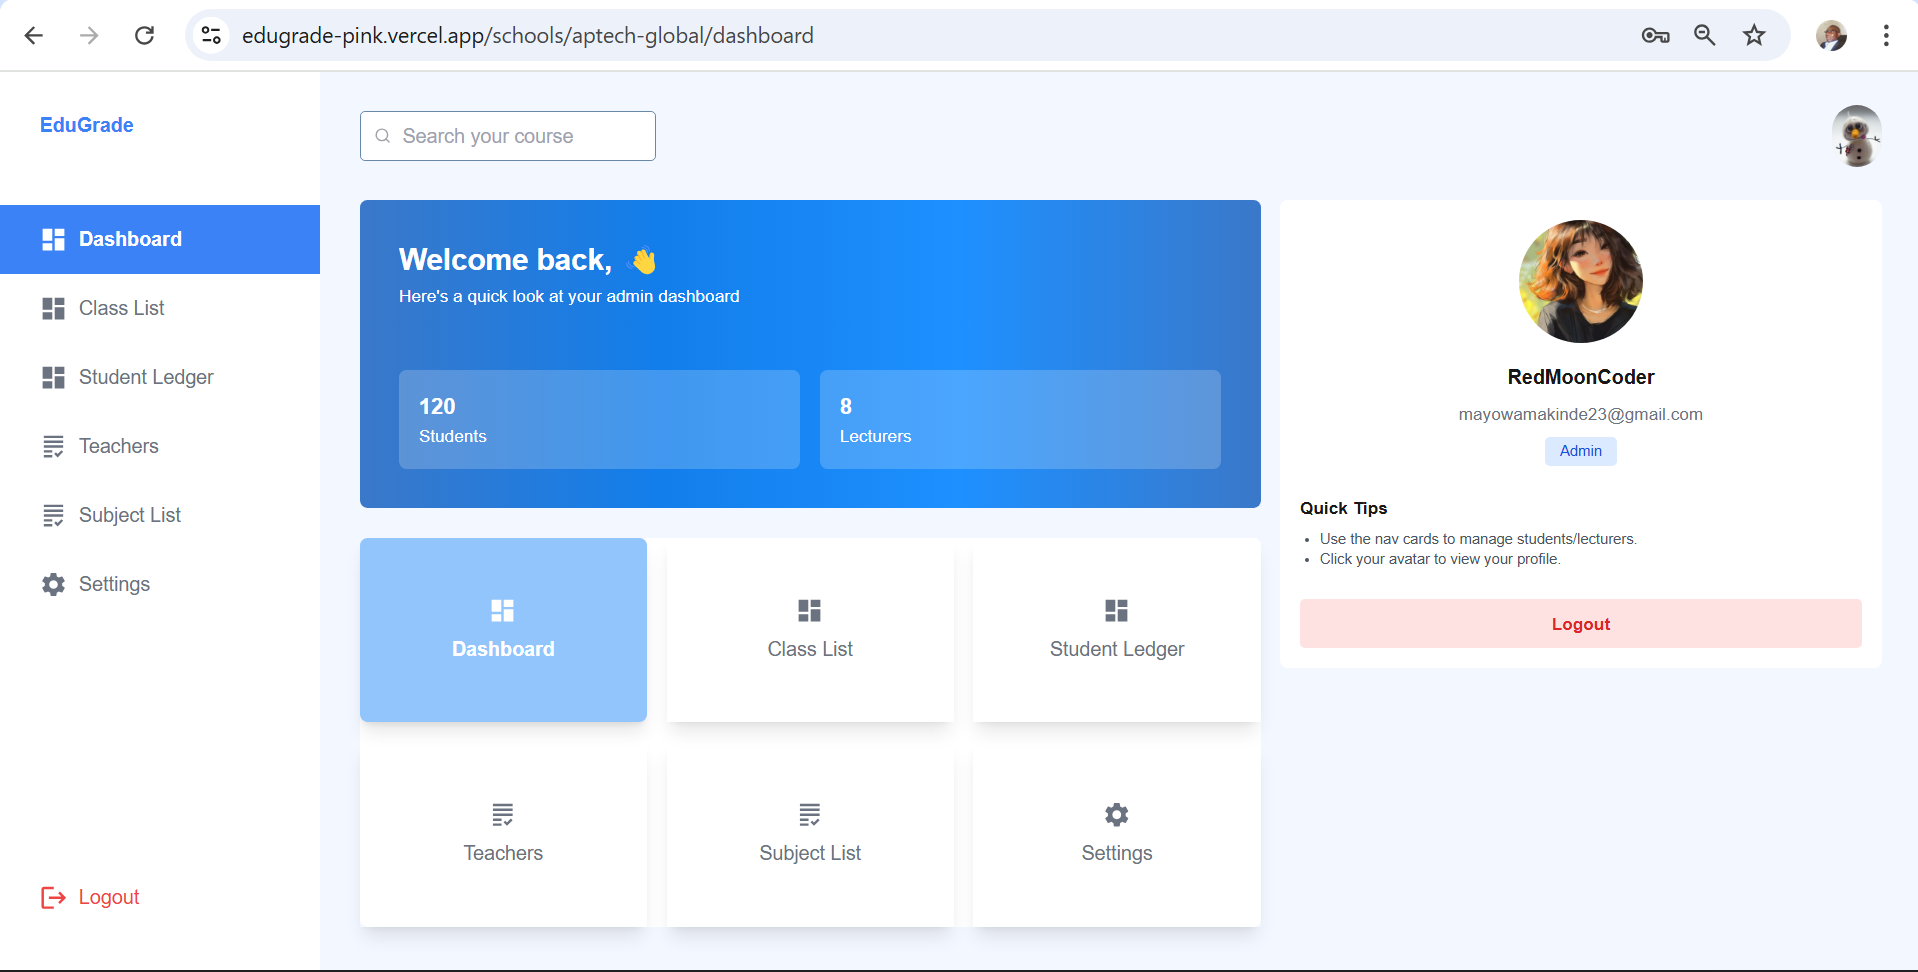 edugrade-pink.vercel.app/schools/aptech-global/dashboard
EduGrade
Dashboard
Class List
Student Ledger
Teachers
Subject List
Settings
Logout
Search your course
Welcome back, 👋
Here's a quick look at your admin dashboard
120
Students
8
Lecturers
Dashboard
Class List
Student Ledger
Teachers
Subject List
Settings
RedMoonCoder
mayowamakinde23@gmail.com
Admin
Quick Tips
• Use the nav cards to manage students/lecturers.
• Click your avatar to view your profile.
Logout